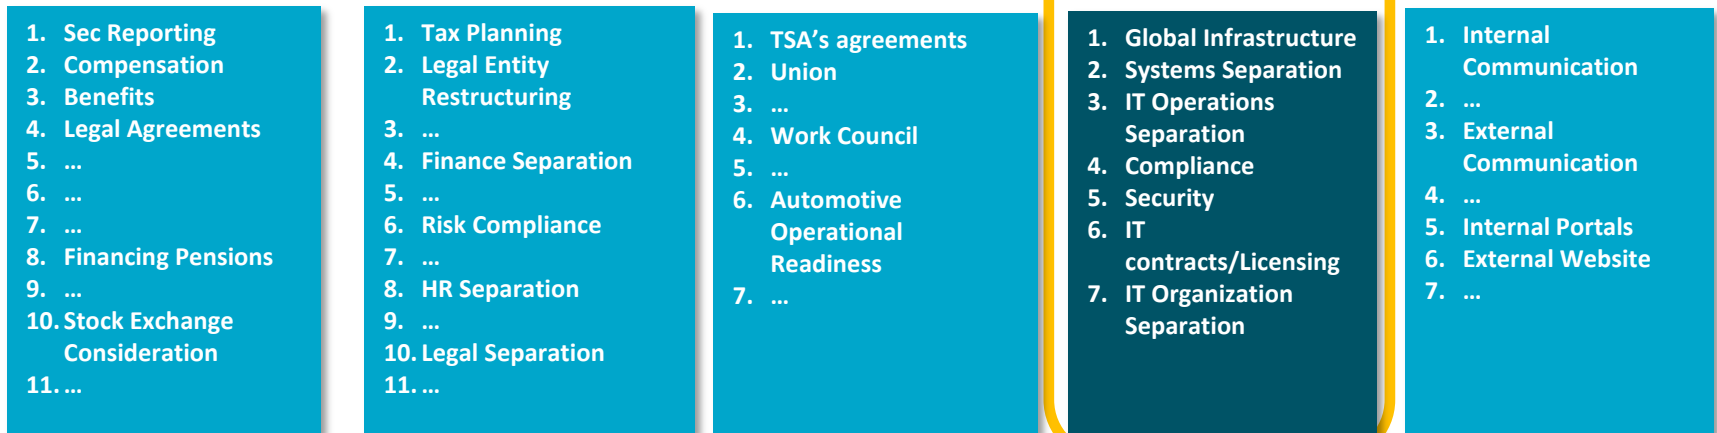 1. Sec Reporting
2. Compensation
3. Benefits
4. Legal Agreements
5. ...
6. ...
7. ...
8. Financing Pensions
9. ...
10. Stock Exchange
Consideration
11. ...
1. Tax Planning
2. Legal Entity
Restructuring
3. ...
4. Finance Separation
5. ...
6. Risk Compliance
7. ...
8. HR Separation
9. ...
10. Legal Separation
11. ...
1. TSA's agreements
2. Union
3. ...
4. Work Council
5. ...
6. Automotive
Operational
Readiness
7. ...
1. Global Infrastructure
2. Systems Separation
3. IT Operations
Separation
4. Compliance
5. Security
6. IT
contracts/Licensing
7. IT Organization
Separation
1. Internal
Communication
2. ...
3. External
Communication
4. ...
5. Internal Portals
6. External Website
7. ...